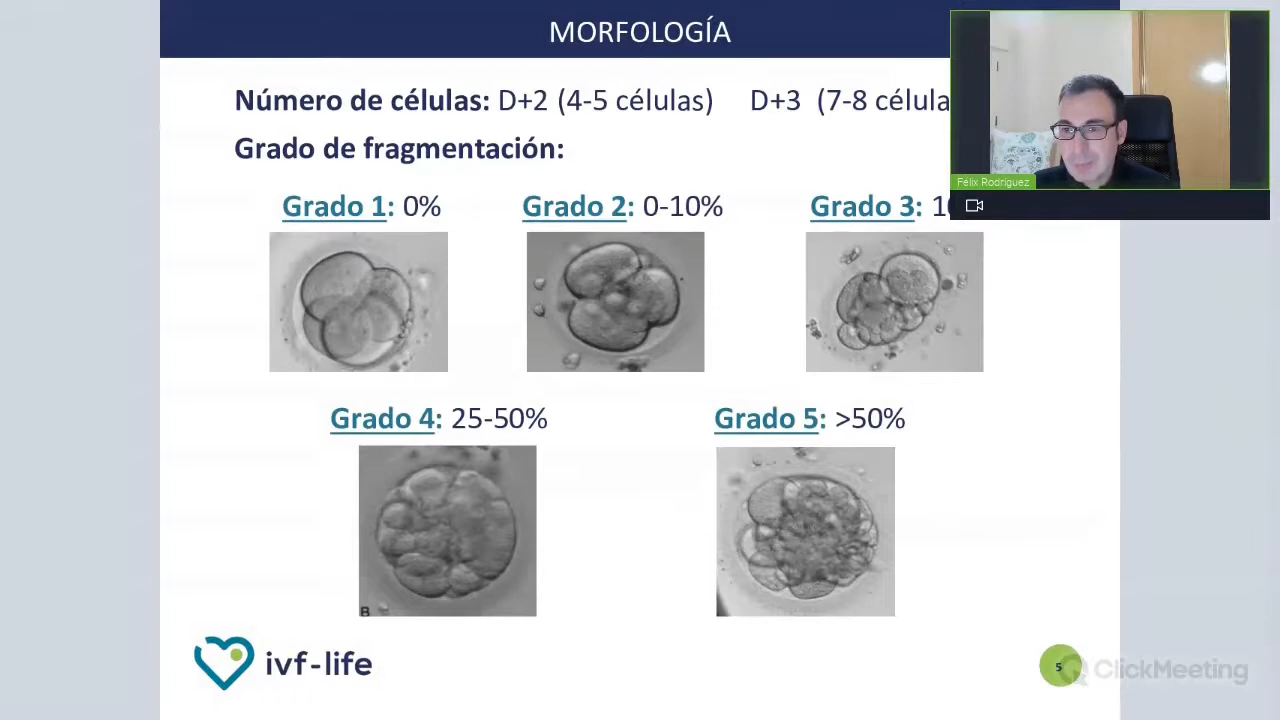 MORFOLOGÍA
Número de células: D+2 (4-5 células) D+3 (7-8 célula
Grado de fragmentación:
Félix Rodríguez
Grado 1: 0% Grado 2: 0-10% Grado 3:
Grado 4: 25-50% Grado 5: >50%
B
ivf-life
5
ClickMeeting